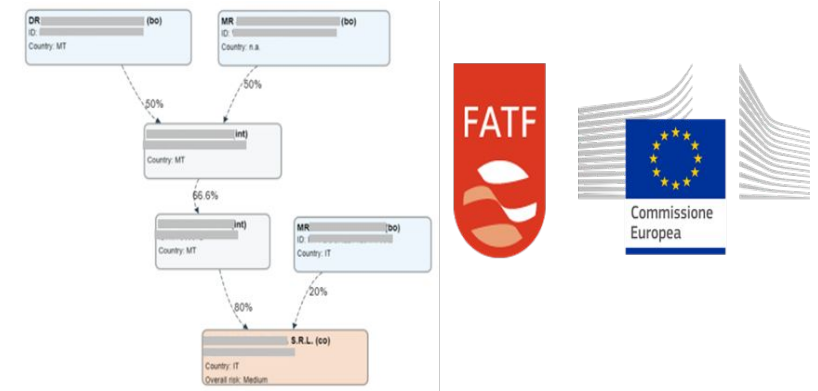 DR (bo)
ID:
Country: MT
MR (bo)
ID:
Country: n.a.
50%
50%
int)
Country: MT
66.6%
int)
Country: MT
MR (bo)
ID:
Country: IT
80%
20%
S.R.L. (co)
Country: IT
Overall risk: Medium
FATF
Commissione
Europea